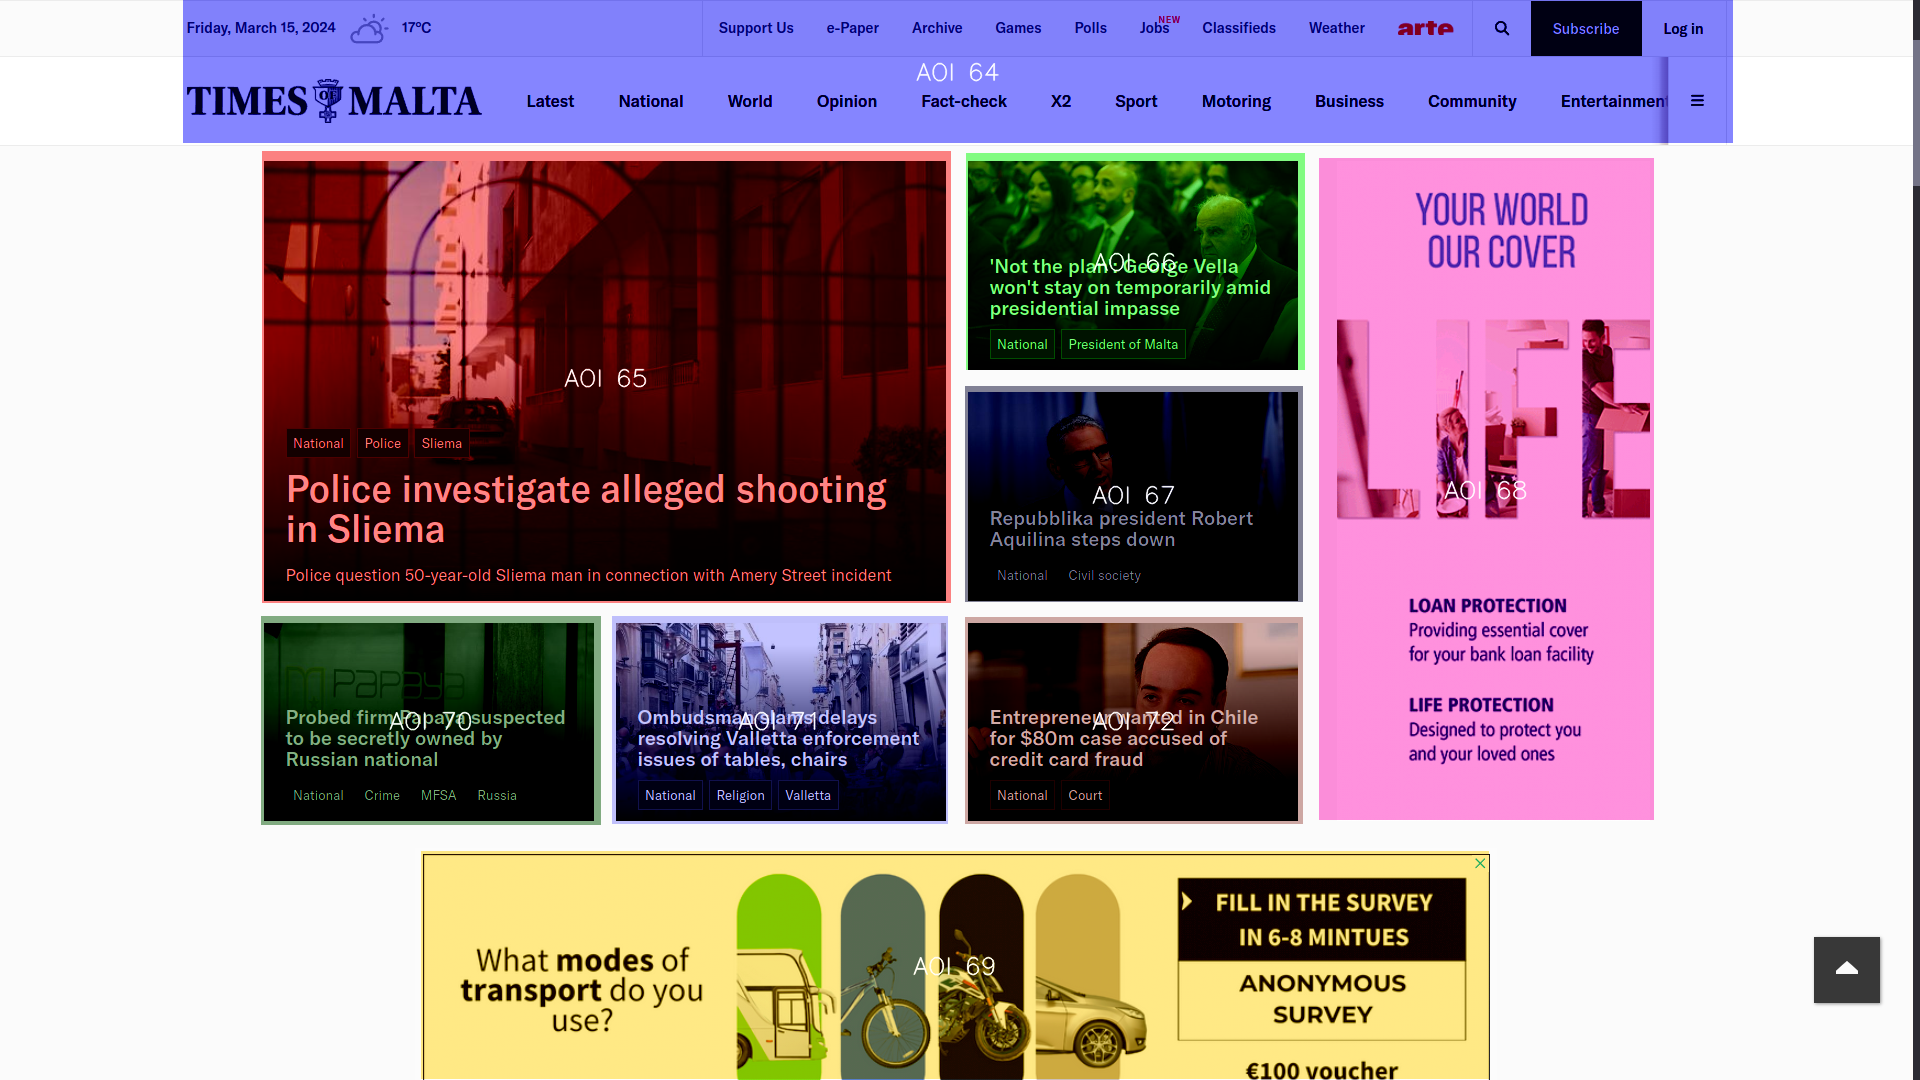 Friday, March 15, 2024 17°C Support Us e-Paper Archive Games Polls Jobs NEW Classifieds Weather arte Subscribe Log in
AOI 64
TIMES OF MALTA Latest National World Opinion Fact-check X2 Sport Motoring Business Community Entertainment
AOI 65
National Police Sliema
Police investigate alleged shooting
in Sliema
Police question 50-year-old Sliema man in connection with Amery Street incident
AOI 66
'Not the plan': George Vella
won't stay on temporarily amid
presidential impasse
National President of Malta
AOI 67
Repubblika president Robert
Aquilina steps down
National Civil society
YOUR WORLD
OUR COVER
LIFE
AOI 68
LOAN PROTECTION
Providing essential cover
for your bank loan facility
LIFE PROTECTION
Designed to protect you
and your loved ones
PAPAYA
AOI 70
Probed firm Papaya suspected
to be secretly owned by
Russian national
National Crime MFSA Russia
AOI 71
Ombudsman slams delays
resolving Valletta enforcement
issues of tables, chairs
National Religion Valletta
AOI 72
Entrepreneur wanted in Chile
for $80m case accused of
credit card fraud
National Court
What modes of
transport do you
use?
AOI 69
FILL IN THE SURVEY
IN 6-8 MINTUES
ANONYMOUS
SURVEY
€100 voucher